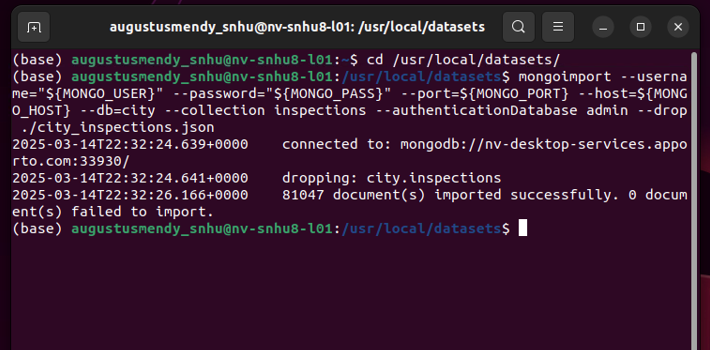 augustusmendy_snhu@nv-snhu8-l01: /usr/local/datasets
(base) augustusmendy_snhu@nv-snhu8-l01:~$ cd /usr/local/datasets/
(base) augustusmendy_snhu@nv-snhu8-l01:/usr/local/datasets$ mongoimport --userna
me="${MONGO_USER}" --password="${MONGO_PASS}" --port=${MONGO_PORT} --host=${MONG
O_HOST} --db=city --collection inspections --authenticationDatabase admin --drop
 ./city_inspections.json
2025-03-14T22:32:24.639+0000    connected to: mongodb://nv-desktop-services.appo
rto.com:33930/
2025-03-14T22:32:24.641+0000    dropping: city.inspections
2025-03-14T22:32:26.166+0000    81047 document(s) imported successfully. 0 docum
ent(s) failed to import.
(base) augustusmendy_snhu@nv-snhu8-l01:/usr/local/datasets$